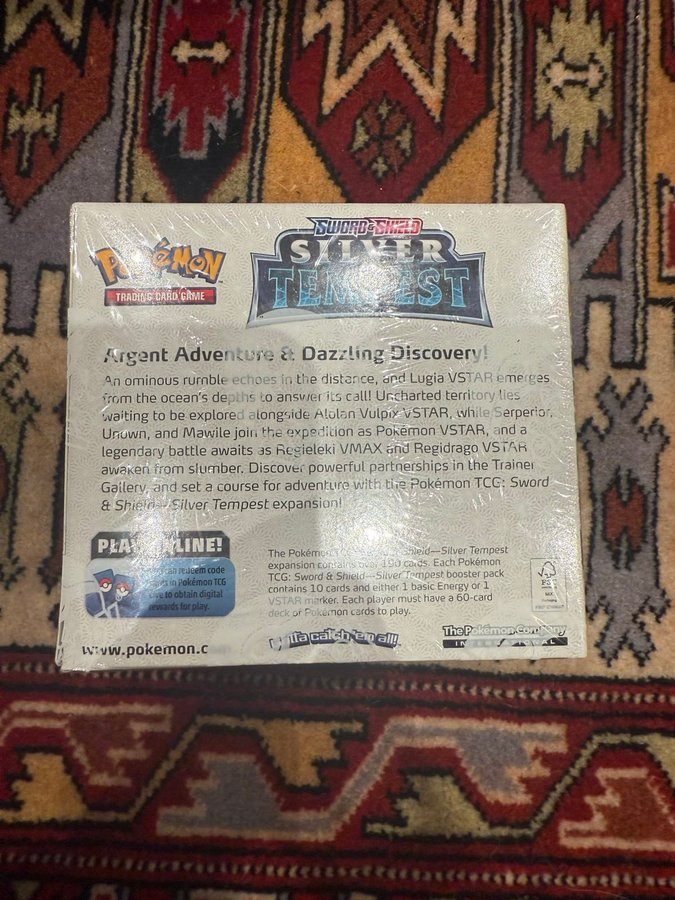 SWORD & SHIELD
Pokémon
SILVER
TRADING CARD GAME
TEMPEST
Argent Adventure & Dazzling Discovery!
An ominous rumble echoes in the distance, and Lugia VSTAR emerges
from the ocean's depths to answer its call! Uncharted territory lies
waiting to be explored alongside Alolan Vulpix VSTAR, while Serperior,
Unown, and Mawile join the expedition as Pokémon VSTAR, and a
legendary battle awaits as Regieleki VMAX and Regidrago VSTAR
awaken from slumber. Discover powerful partnerships in the Trainer
Gallery, and set a course for adventure with the Pokémon TCG: Sword
& Shield—Silver Tempest expansion!
PLAY ONLINE!
redeem code
in Pokémon TCG
Live to obtain digital
rewards for play.
The Pokémon TCG: Shield—Silver Tempest
expansion contains over 190 cards. Each Pokémon
TCG: Sword & Shield—Silver Tempest booster pack
contains 10 cards and either 1 basic Energy or 1
VSTAR marker. Each player must have a 60-card
deck of Pokémon cards to play.
FSC
MIX
www.pokemon.c
Gotta catch 'em all!
The Pokémon Company
INTERNATIONAL